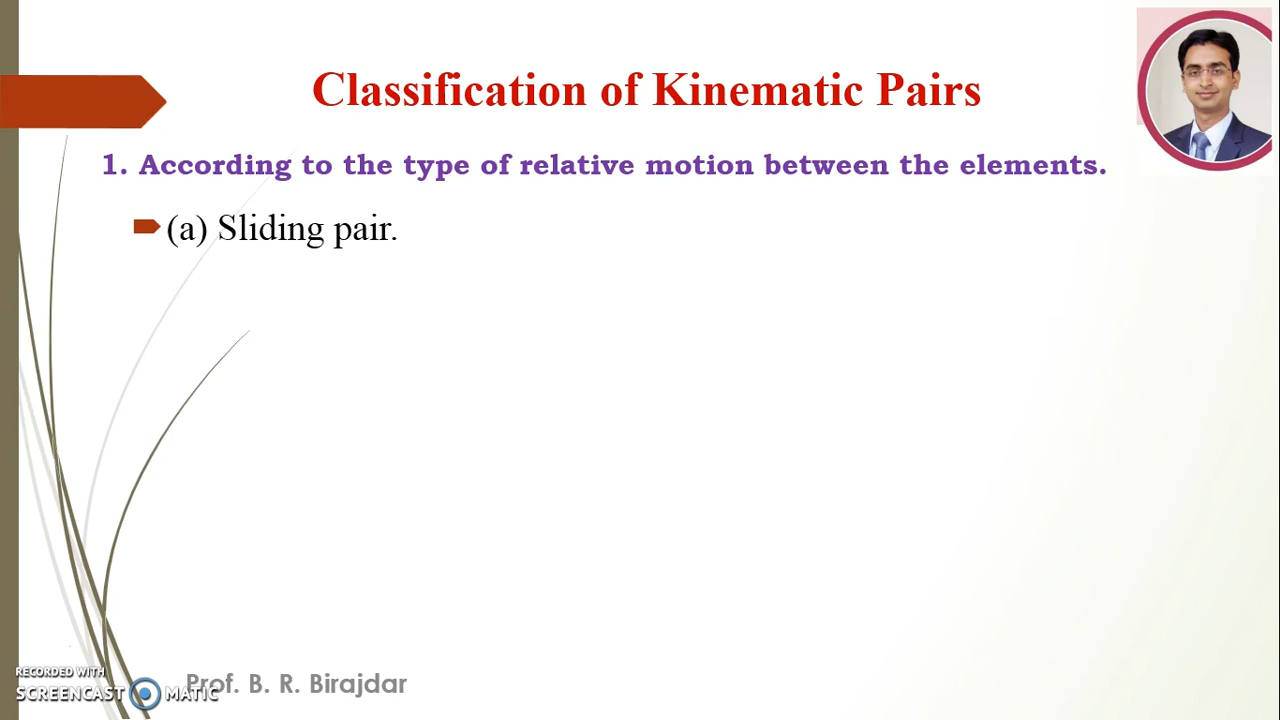 Classification of Kinematic Pairs
1. According to the type of relative motion between the elements.
(a) Sliding pair.
RECORDED WITH
SCREENCAST MATIC
Prof. B. R. Birajdar